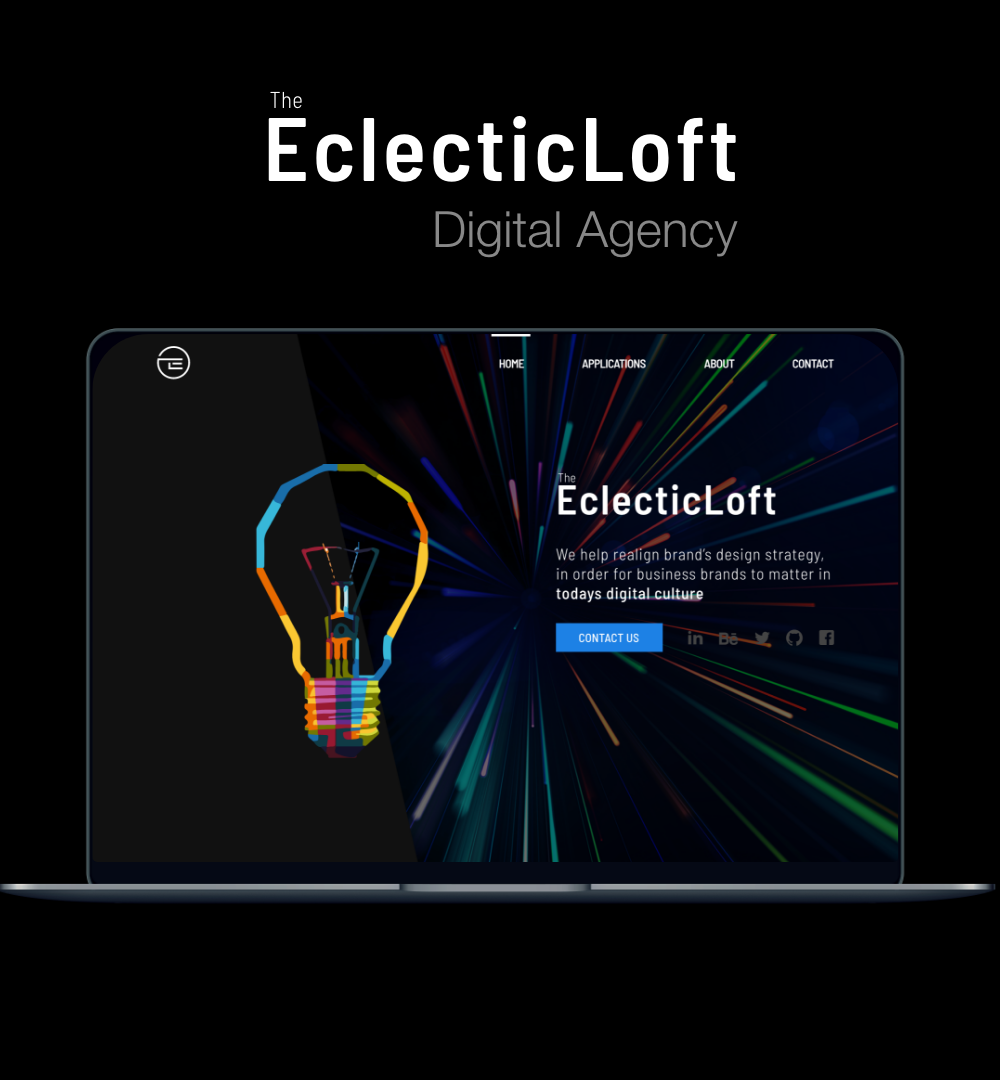 The
EclecticLoft
Digital Agency
HOME APPLICATIONS ABOUT CONTACT
The
EclecticLoft
We help realign brand's design strategy,
in order for business brands to matter in
todays digital culture
CONTACT US